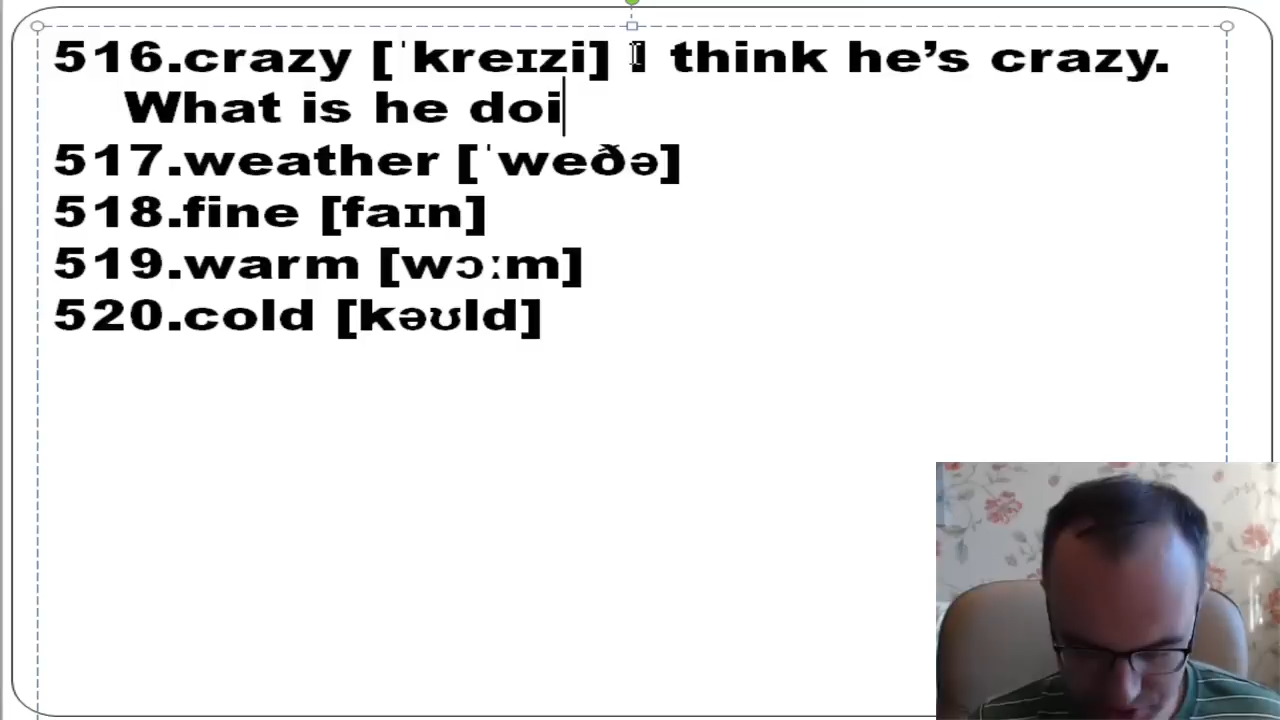 516.crazy [ˈkreɪzi] I think he’s crazy.
What is he doi
517.weather [ˈweðə]
518.fine [faɪn]
519.warm [wɔːm]
520.cold [kəʊld]